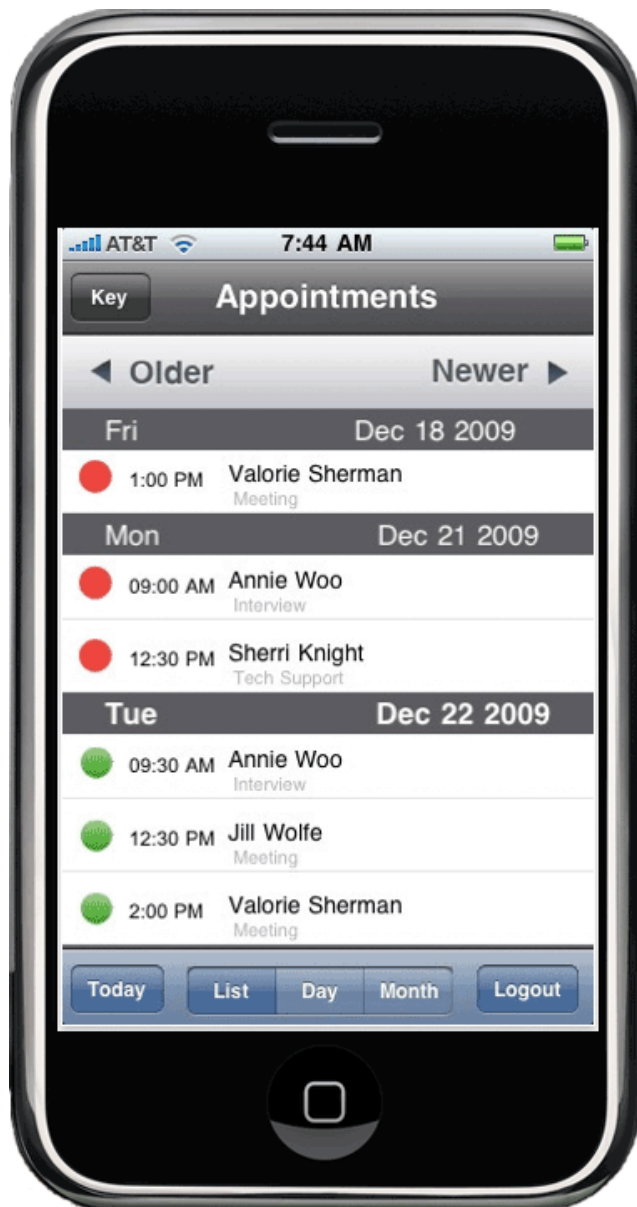 AT&T 7:44 AM
Key Appointments
Older Newer
Fri Dec 18 2009
1:00 PM Valorie Sherman
Meeting
Mon Dec 21 2009
09:00 AM Annie Woo
Interview
12:30 PM Sherri Knight
Tech Support
Tue Dec 22 2009
09:30 AM Annie Woo
Interview
12:30 PM Jill Wolfe
Meeting
2:00 PM Valorie Sherman
Meeting
Today List Day Month Logout